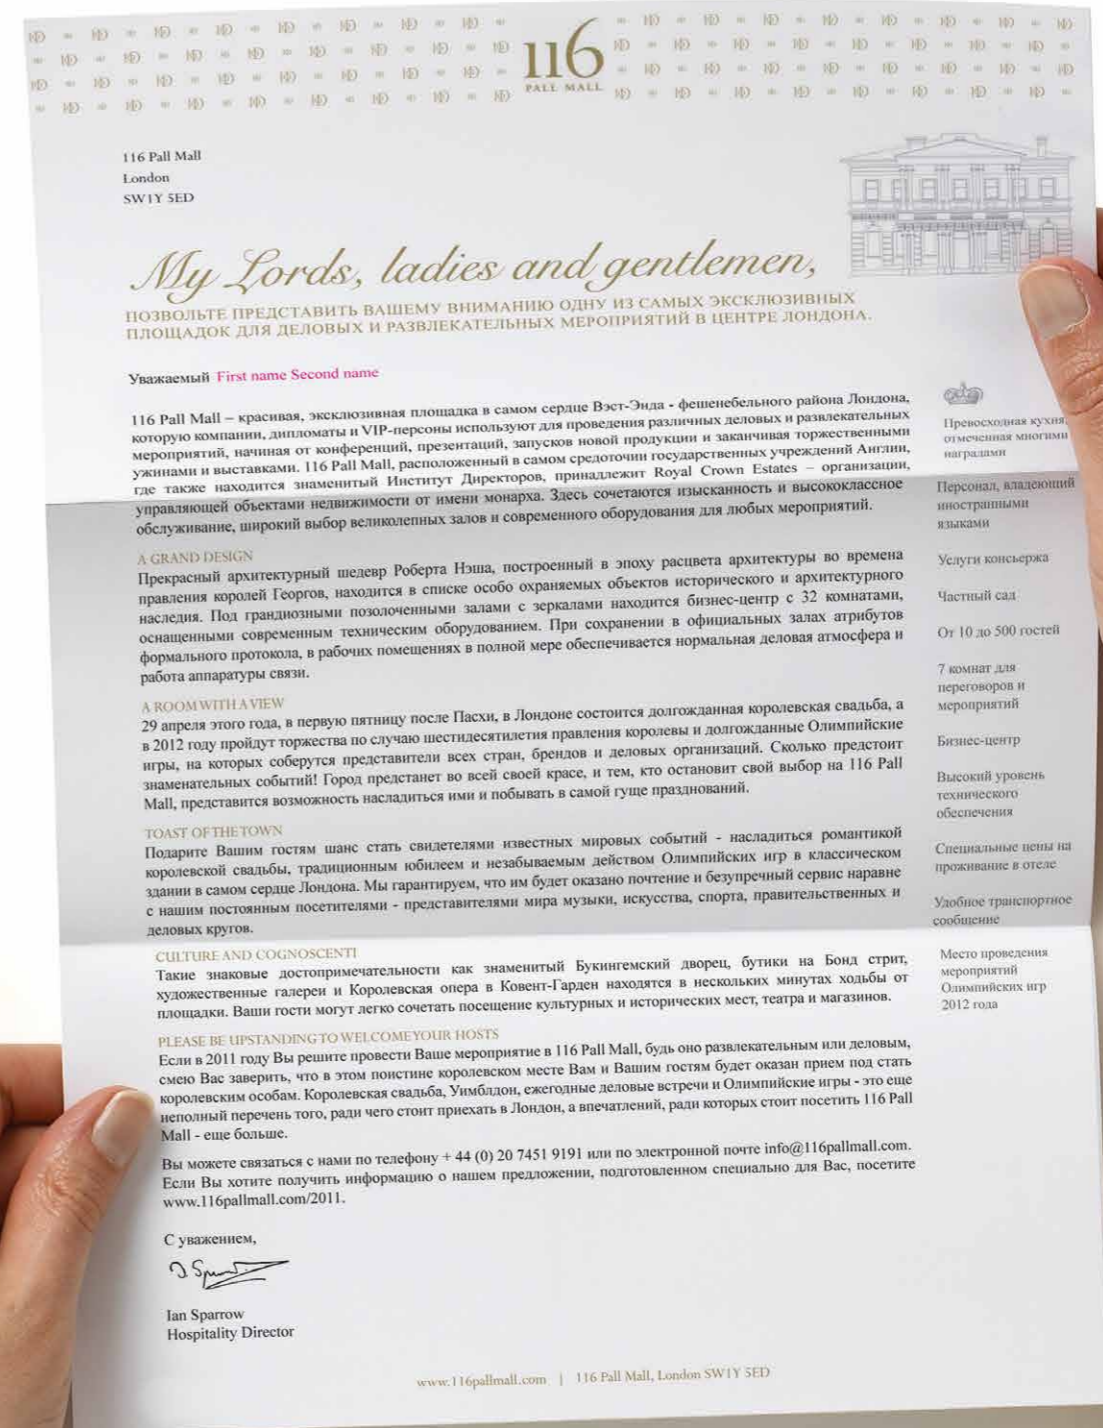 116
PALL MALL
116 Pall Mall
London
SW1Y 5ED
My Lords, ladies and gentlemen,
ПОЗВОЛЬТЕ ПРЕДСТАВИТЬ ВАШЕМУ ВНИМАНИЮ ОДНУ ИЗ САМЫХ ЭКСКЛЮЗИВНЫХ
ПЛОЩАДОК ДЛЯ ДЕЛОВЫХ И РАЗВЛЕКАТЕЛЬНЫХ МЕРОПРИЯТИЙ В ЦЕНТРЕ ЛОНДОНА.
Уважаемый First name Second name
116 Pall Mall – красивая, эксклюзивная площадка в самом сердце Вэст-Энда - фешенебельного района Лондона,
которую компании, дипломаты и VIP-персоны используют для проведения различных деловых и развлекательных
мероприятий, начиная от конференций, презентаций, запусков новой продукции и заканчивая торжественными
ужинами и выставками. 116 Pall Mall, расположенный в самом средоточии государственных учреждений Англии,
где также находится знаменитый Институт Директоров, принадлежит Royal Crown Estates – организации,
управляющей объектами недвижимости от имени монарха. Здесь сочетаются изысканность и высококлассное
обслуживание, широкий выбор великолепных залов и современного оборудования для любых мероприятий.
A GRAND DESIGN
Прекрасный архитектурный шедевр Роберта Нэша, построенный в эпоху расцвета архитектуры во времена
правления королей Георгов, находится в списке особо охраняемых объектов исторического и архитектурного
наследия. Под грандиозными позолоченными залами с зеркалами находится бизнес-центр с 32 комнатами,
оснащенными современным техническим оборудованием. При сохранении в официальных залах атрибутов
формального протокола, в рабочих помещениях в полной мере обеспечивается нормальная деловая атмосфера и
работа аппаратуры связи.
A ROOM WITH A VIEW
29 апреля этого года, в первую пятницу после Пасхи, в Лондоне состоится долгожданная королевская свадьба, а
в 2012 году пройдут торжества по случаю шестидесятилетия правления королевы и долгожданные Олимпийские
игры, на которых соберутся представители всех стран, брендов и деловых организаций. Сколько предстоит
знаменательных событий! Город предстанет во всей своей красе, и тем, кто остановит свой выбор на 116 Pall
Mall, представится возможность насладиться ими и побывать в самой гуще празднований.
TOAST OF THE TOWN
Подарите Вашим гостям шанс стать свидетелями известных мировых событий - насладиться романтикой
королевской свадьбы, традиционным юбилеем и незабываемым действом Олимпийских игр в классическом
здании в самом сердце Лондона. Мы гарантируем, что им будет оказано почтение и безупречный сервис наравне
с нашим постоянным посетителями - представителями мира музыки, искусства, спорта, правительственных и
деловых кругов.
CULTURE AND COGNOSCENTI
Такие знаковые достопримечательности как знаменитый Букингемский дворец, бутики на Бонд стрит,
художественные галереи и Королевская опера в Ковент-Гарден находятся в нескольких минутах ходьбы от
площадки. Ваши гости могут легко сочетать посещение культурных и исторических мест, театра и магазинов.
PLEASE BE UPSTANDING TO WELCOME YOUR HOSTS
Если в 2011 году Вы решите провести Ваше мероприятие в 116 Pall Mall, будь оно развлекательным или деловым,
смею Вас заверить, что в этом поистине королевском месте Вам и Вашим гостям будет оказан прием под стать
королевским особам. Королевская свадьба, Уимблдон, ежегодные деловые встречи и Олимпийские игры - это еще
неполный перечень того, ради чего стоит приехать в Лондон, а впечатлений, ради которых стоит посетить 116 Pall
Mall - еще больше.
Вы можете связаться с нами по телефону + 44 (0) 20 7451 9191 или по электронной почте info@116pallmall.com.
Если Вы хотите получить информацию о нашем предложении, подготовленном специально для Вас, посетите
www.116pallmall.com/2011.
С уважением,
Ian Sparrow
Hospitality Director
Превосходная кухня,
отмеченная многими
наградами
Персонал, владеющий
иностранными
языками
Услуги консьержа
Частный сад
От 10 до 500 гостей
7 комнат для
переговоров и
мероприятий
Бизнес-центр
Высокий уровень
технического
обеспечения
Специальные цены на
проживание в отеле
Удобное транспортное
сообщение
Место проведения
мероприятий
Олимпийских игр
2012 года
www.116pallmall.com | 116 Pall Mall, London SW1Y 5ED